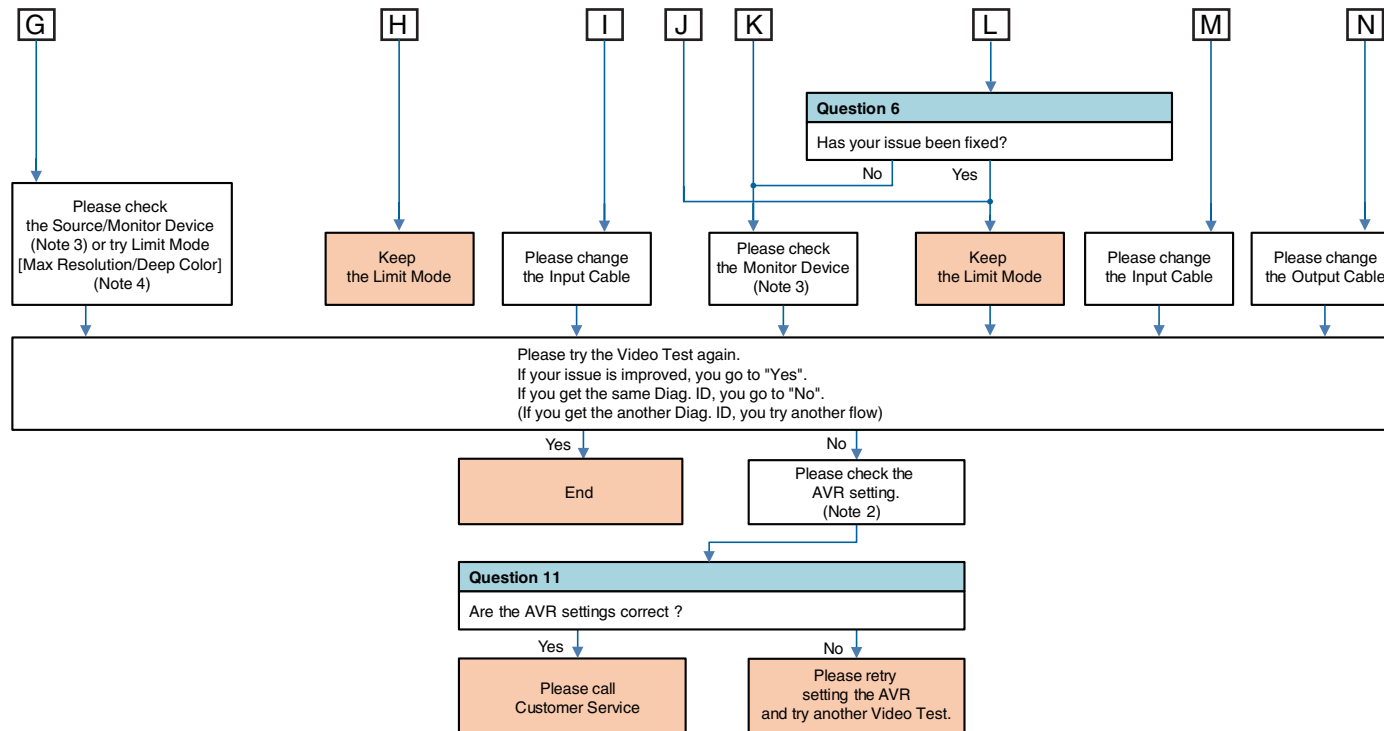 G
H
I
J
K
L
M
N
Question 6
Has your issue been fixed?
No
Yes
Please check
the Source/Monitor Device
(Note 3) or try Limit Mode
[Max Resolution/Deep Color]
(Note 4)
Keep
the Limit Mode
Please change
the Input Cable
Please check
the Monitor Device
(Note 3)
Keep
the Limit Mode
Please change
the Input Cable
Please change
the Output Cable
Please try the Video Test again.
If your issue is improved, you go to "Yes".
If you get the same Diag. ID, you go to "No".
(If you get the another Diag. ID, you try another flow)
Yes
No
End
Please check the
AVR setting.
(Note 2)
Question 11
Are the AVR settings correct ?
Yes
No
Please call
Customer Service
Please retry
setting the AVR
and try another Video Test.